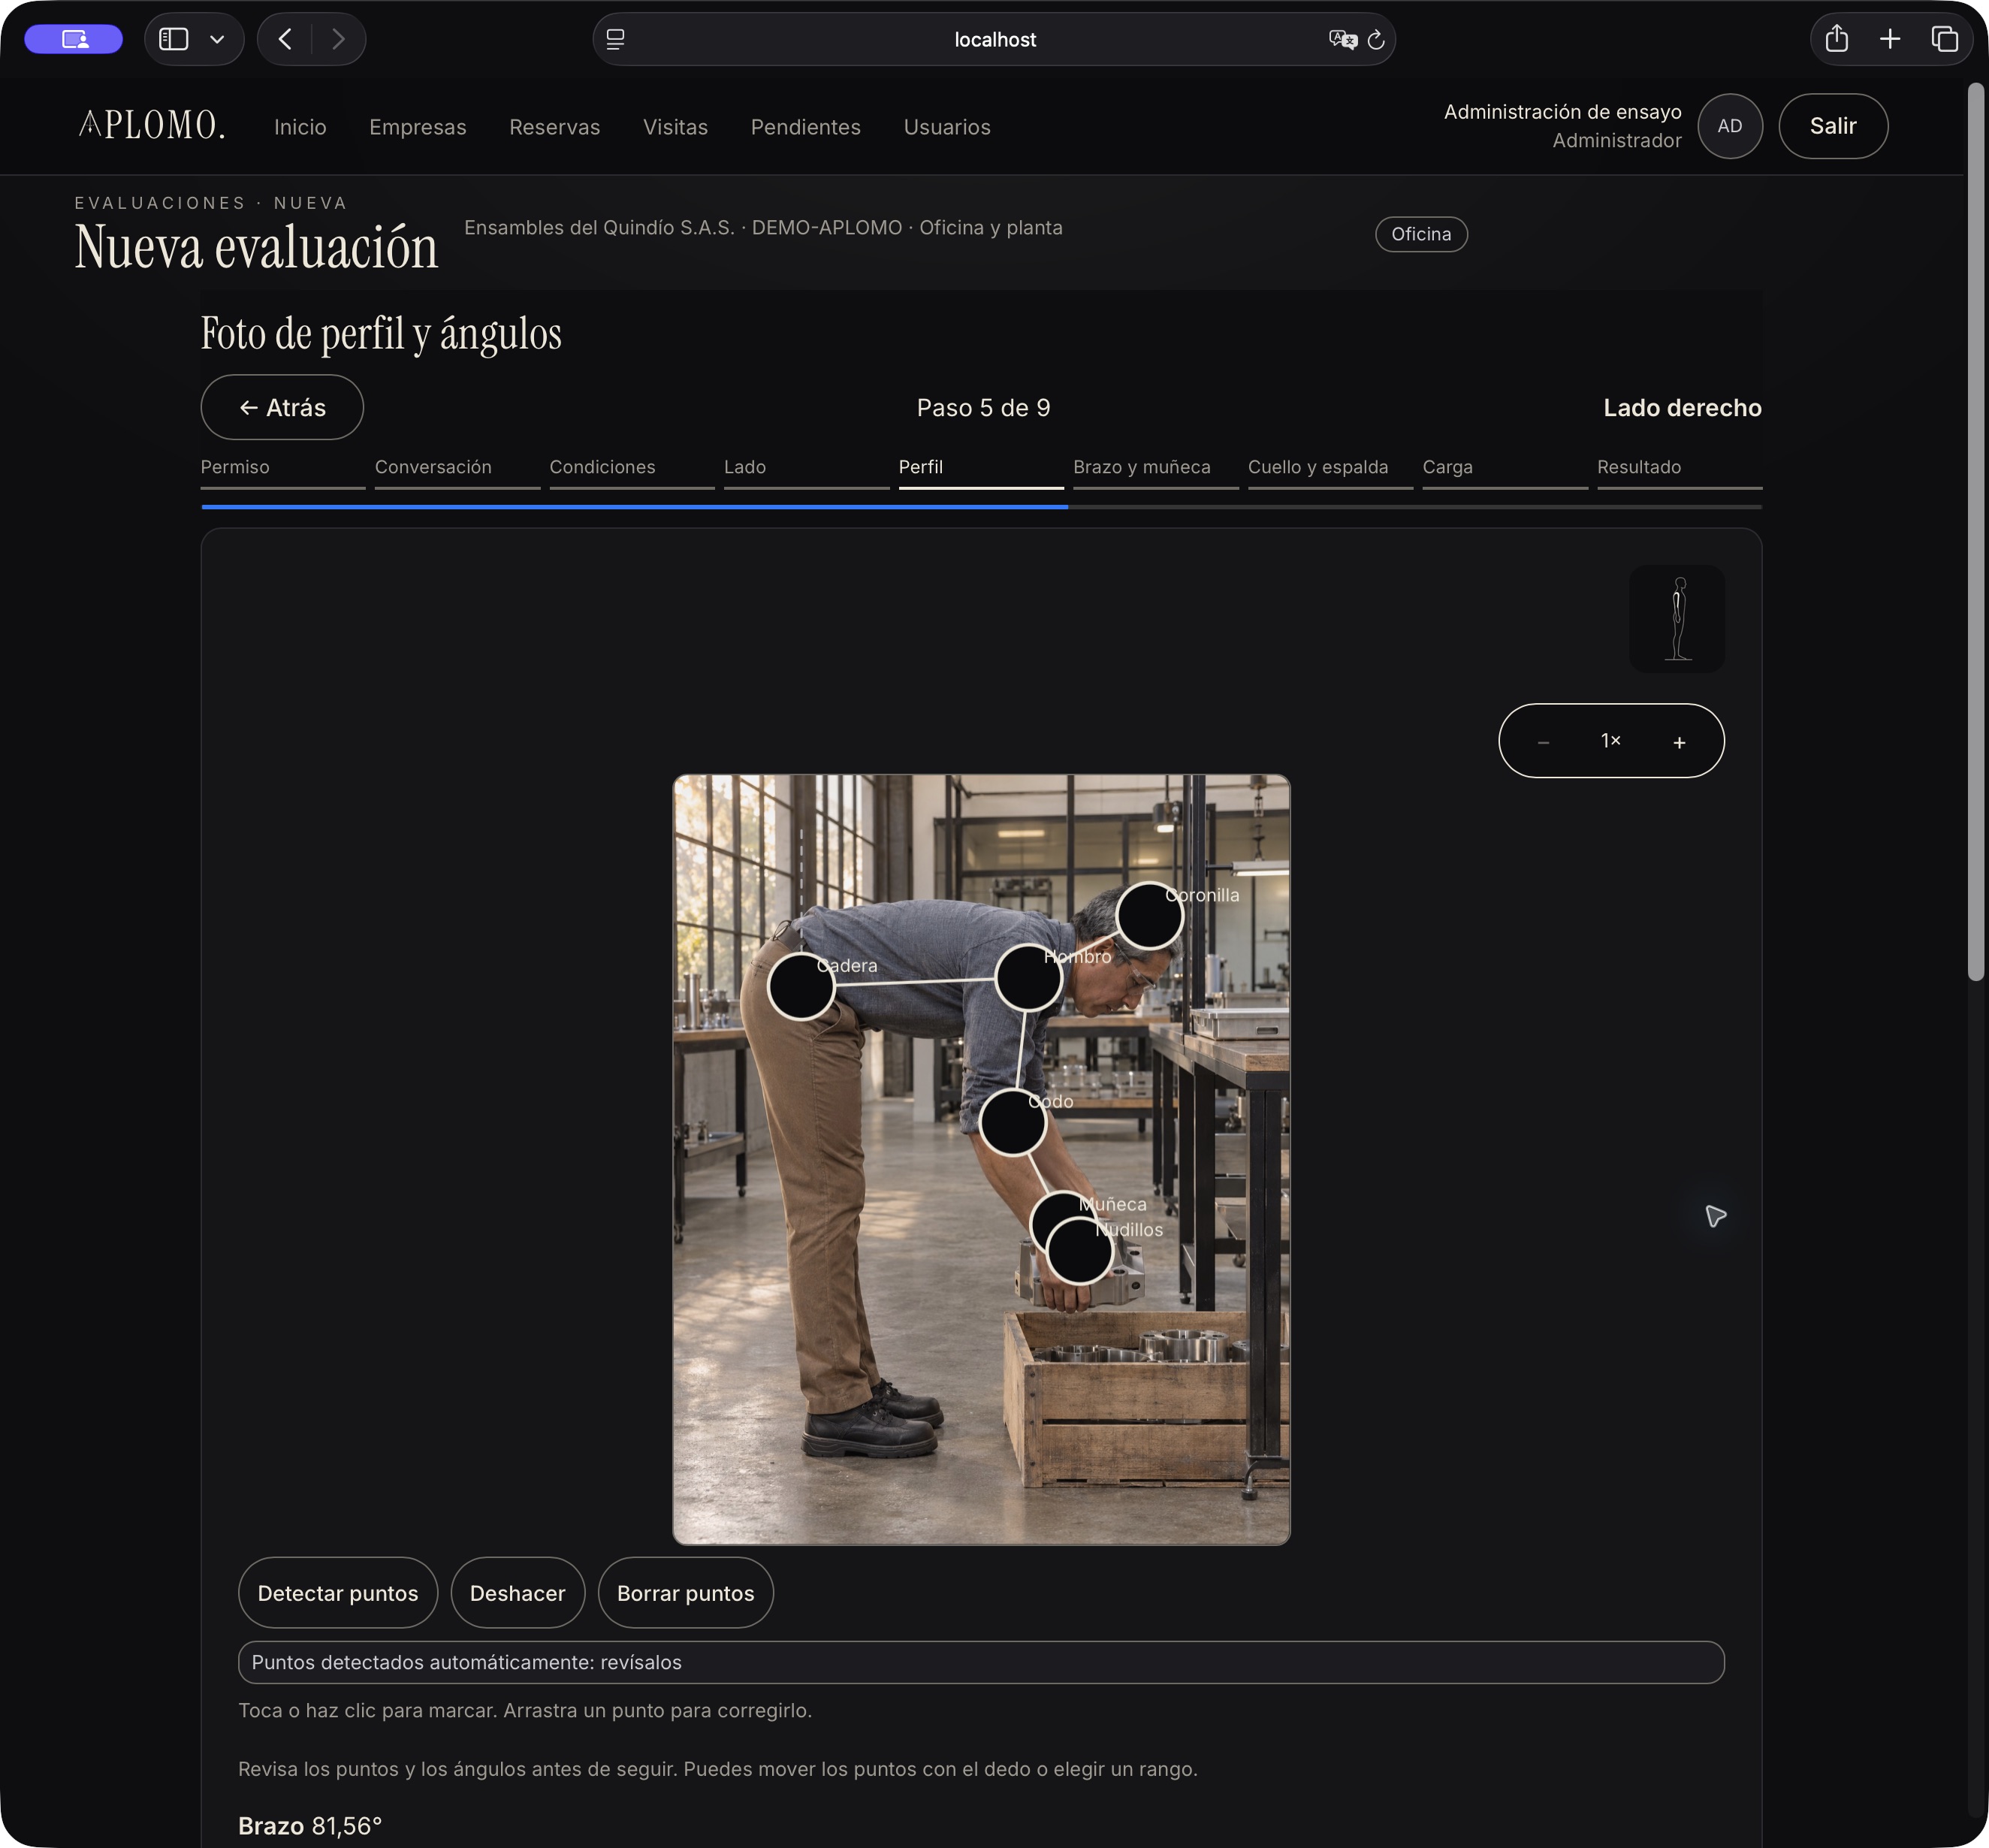 localhost
APLOMO.
Inicio
Empresas
Reservas
Visitas
Pendientes
Usuarios
Administración de ensayo
Administrador
AD
Salir
EVALUACIONES · NUEVA
Nueva evaluación
Ensambles del Quindío S.A.S. · DEMO-APLOMO · Oficina y planta
Oficina
Foto de perfil y ángulos
← Atrás
Paso 5 de 9
Lado derecho
Permiso
Conversación
Condiciones
Lado
Perfil
Brazo y muñeca
Cuello y espalda
Carga
Resultado
− 1× +
Coronilla
Hombro
Cadera
Codo
Muñeca
Nudillos
Detectar puntos
Deshacer
Borrar puntos
Puntos detectados automáticamente: revísalos
Toca o haz clic para marcar. Arrastra un punto para corregirlo.
Revisa los puntos y los ángulos antes de seguir. Puedes mover los puntos con el dedo o elegir un rango.
Brazo 81,56°